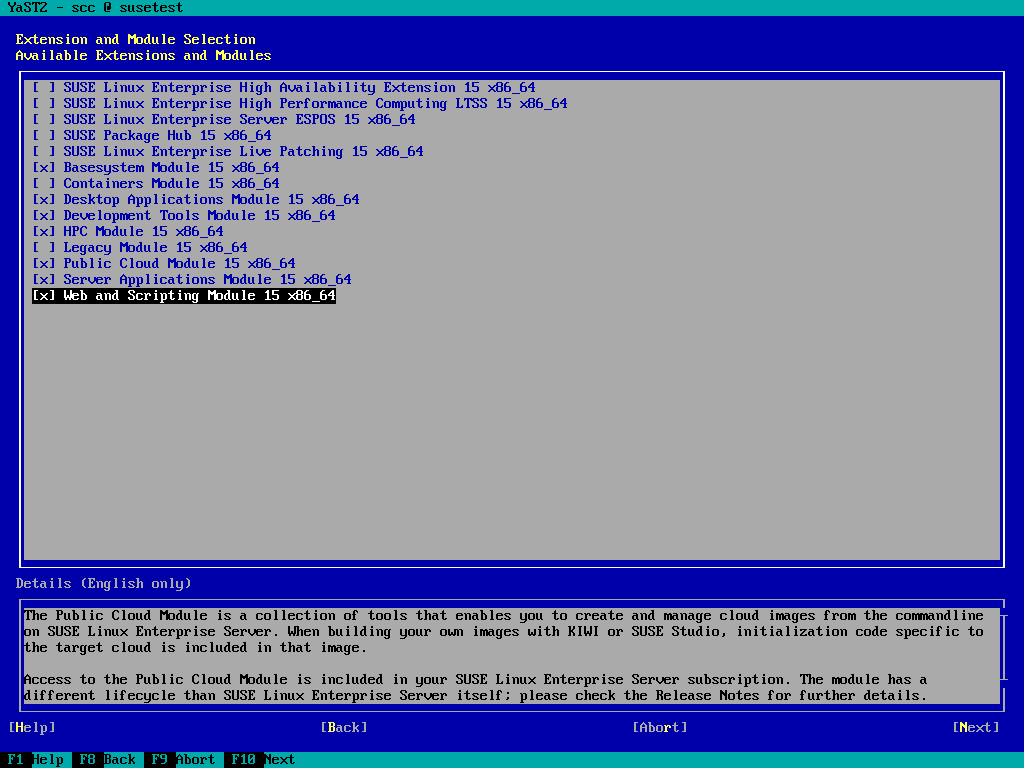 YaST2 - scc @ susetest
Extension and Module Selection
Available Extensions and Modules
[ ] SUSE Linux Enterprise High Availability Extension 15 x86_64
[ ] SUSE Linux Enterprise High Performance Computing LTSS 15 x86_64
[ ] SUSE Linux Enterprise Server ESPOS 15 x86_64
[ ] SUSE Package Hub 15 x86_64
[ ] SUSE Linux Enterprise Live Patching 15 x86_64
[x] Basesystem Module 15 x86_64
[ ] Containers Module 15 x86_64
[x] Desktop Applications Module 15 x86_64
[x] Development Tools Module 15 x86_64
[x] HPC Module 15 x86_64
[ ] Legacy Module 15 x86_64
[x] Public Cloud Module 15 x86_64
[x] Server Applications Module 15 x86_64
[x] Web and Scripting Module 15 x86_64
Details (English only)
The Public Cloud Module is a collection of tools that enables you to create and manage cloud images from the commandline
on SUSE Linux Enterprise Server. When building your own images with KIWI or SUSE Studio, initialization code specific to
the target cloud is included in that image.
Access to the Public Cloud Module is included in your SUSE Linux Enterprise Server subscription. The module has a
different lifecycle than SUSE Linux Enterprise Server itself; please check the Release Notes for further details.
[Help] [Back] [Abort] [Next]
F1 Help F8 Back F9 Abort F10 Next